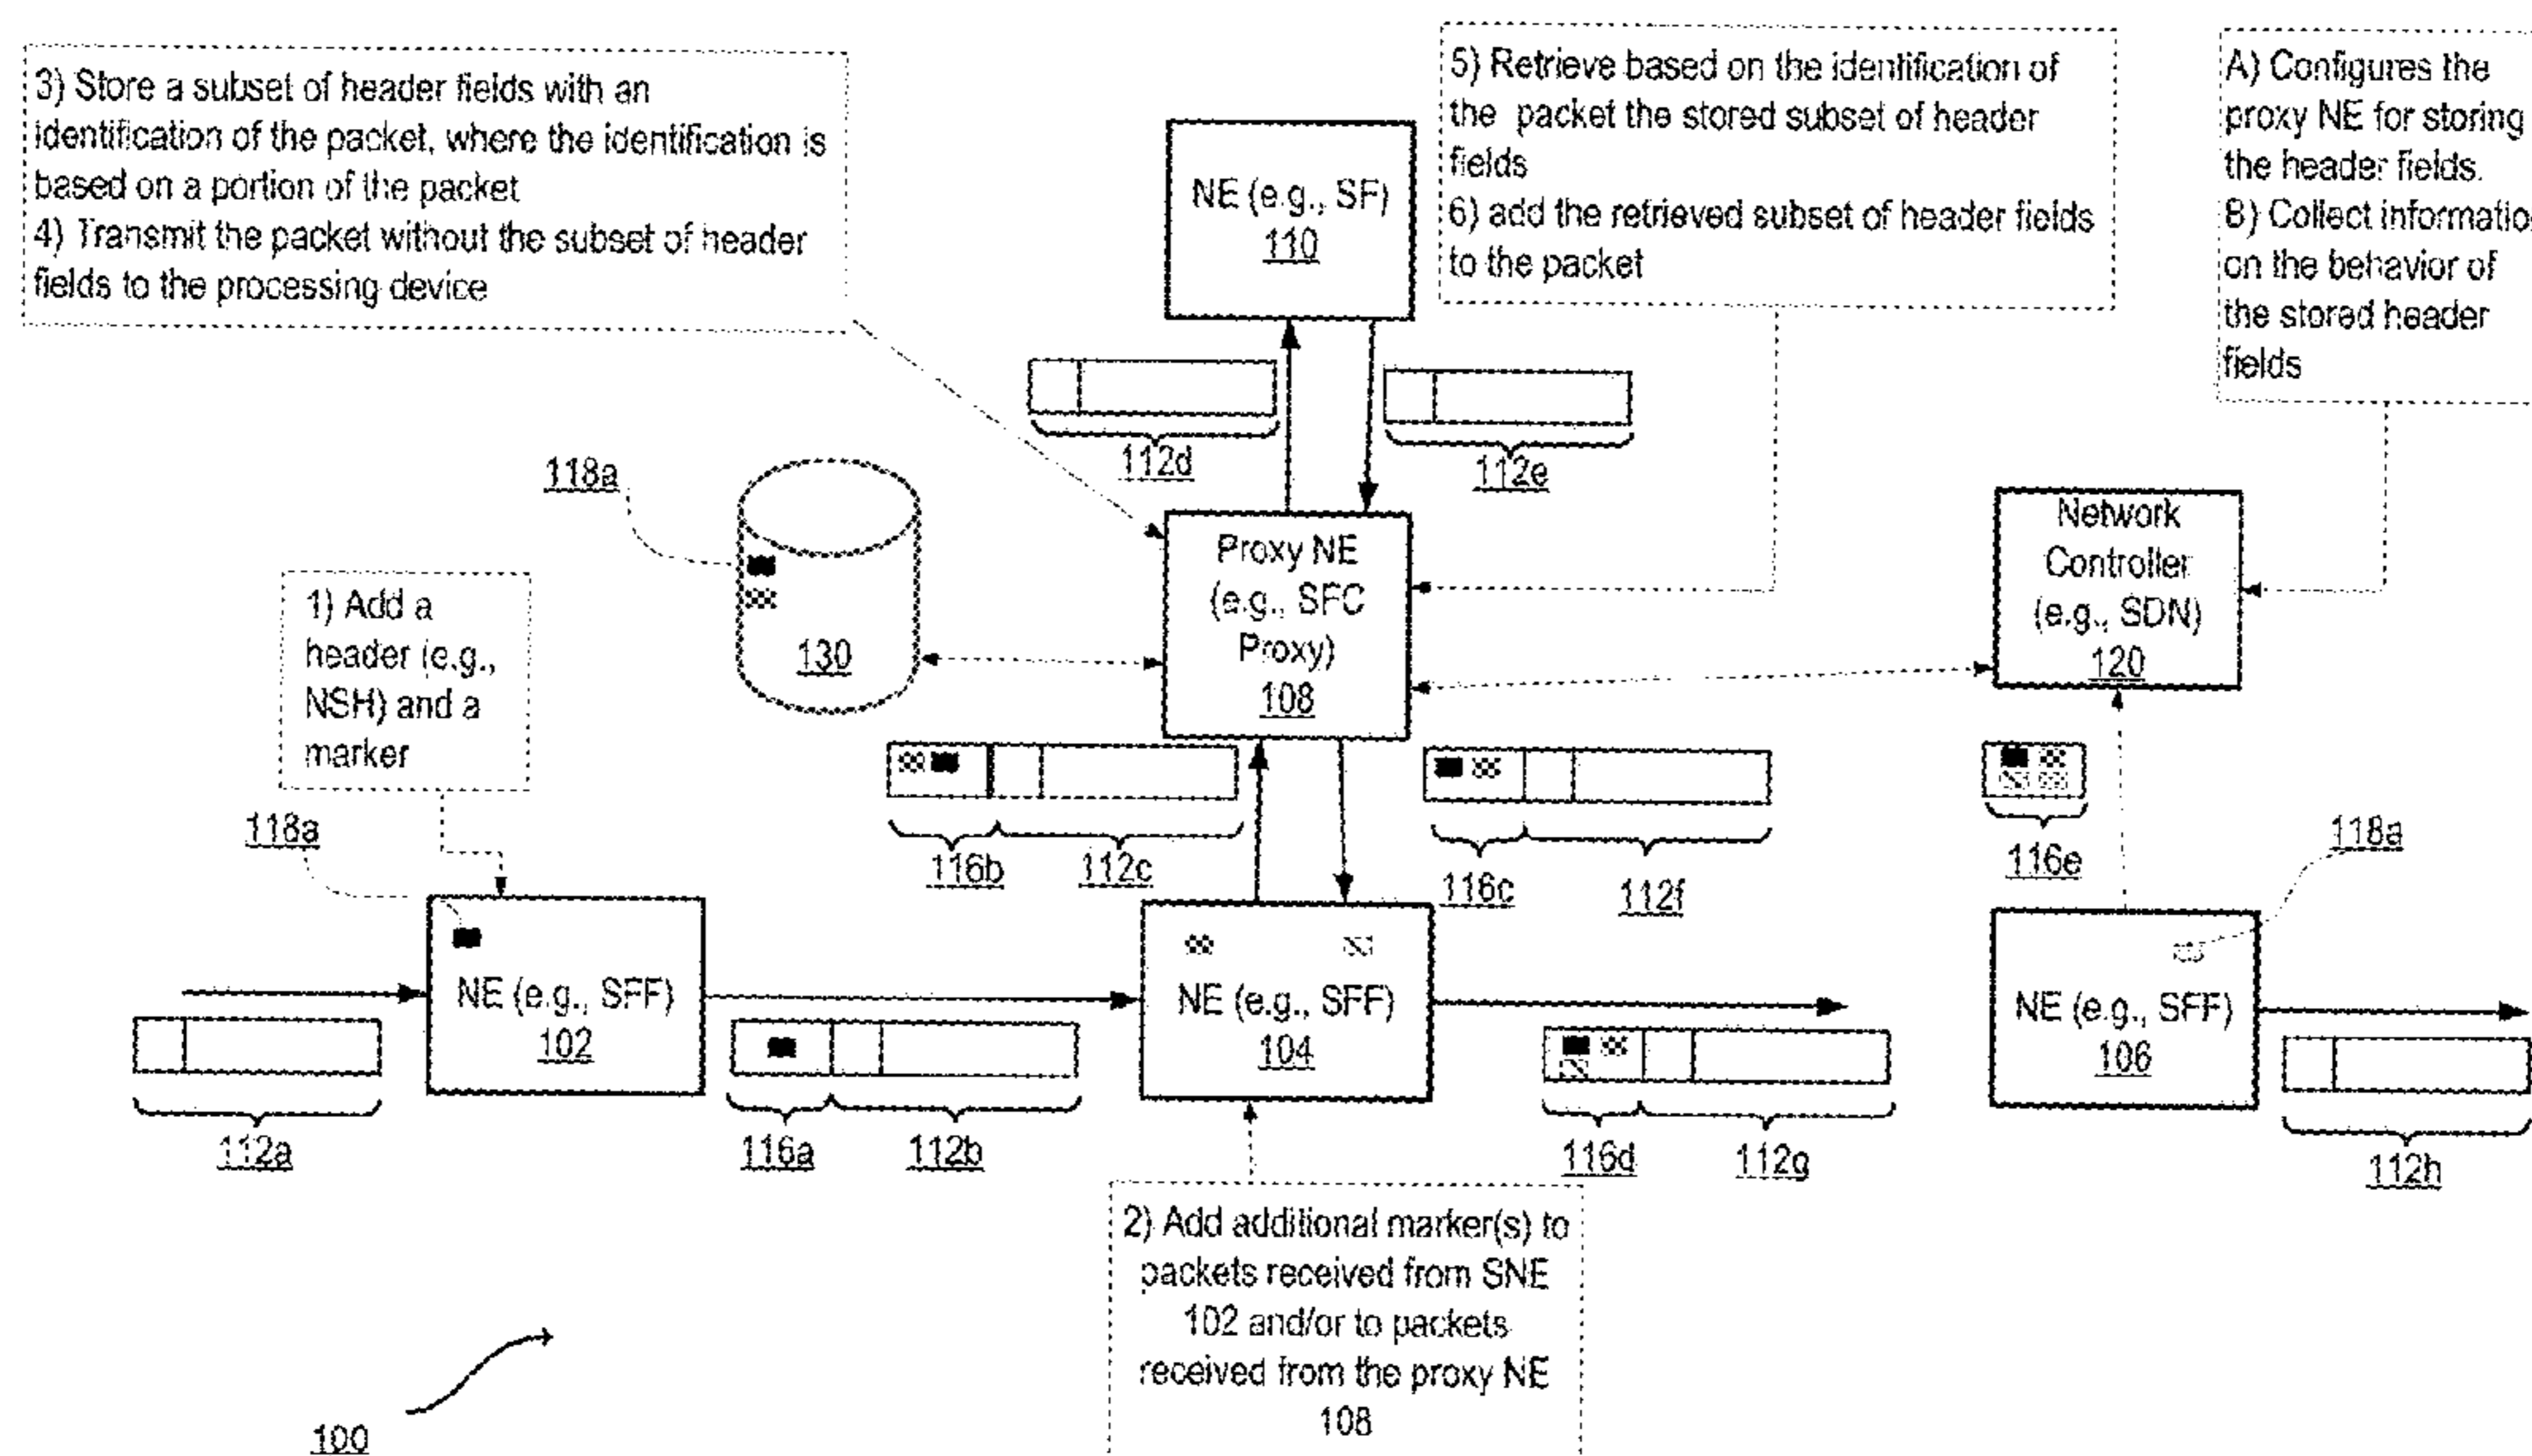 3) Store a subset of header fields with an
identification of the packet, where the identification is
based on a portion of the packet
4) Transmit the packet without the subset of header
fields to the processing device
5) Retrieve based on the identification of
the packet the stored subset of header
fields
6) add the retrieved subset of header fields
to the packet
A) Configures the
proxy NE for storing
the header fields.
B) Collect informatio
on the behavior of
the stored header
fields
NE (e.g., SF)
110
112d
112e
118a
130
Proxy NE
(e.g., SFC
Proxy)
108
Network
Controller
(e.g., SDN)
120
1) Add a
header (e.g.,
NSH) and a
marker
118a
116b
112c
116c
112f
116e
118a
NE (e.g., SFF)
102
NE (e.g., SFF)
104
NE (e.g., SFF)
106
112a
116a
112b
116d
112g
112h
2) Add additional marker(s) to
packets received from SNE
102 and/or to packets
received from the proxy NE
108
100